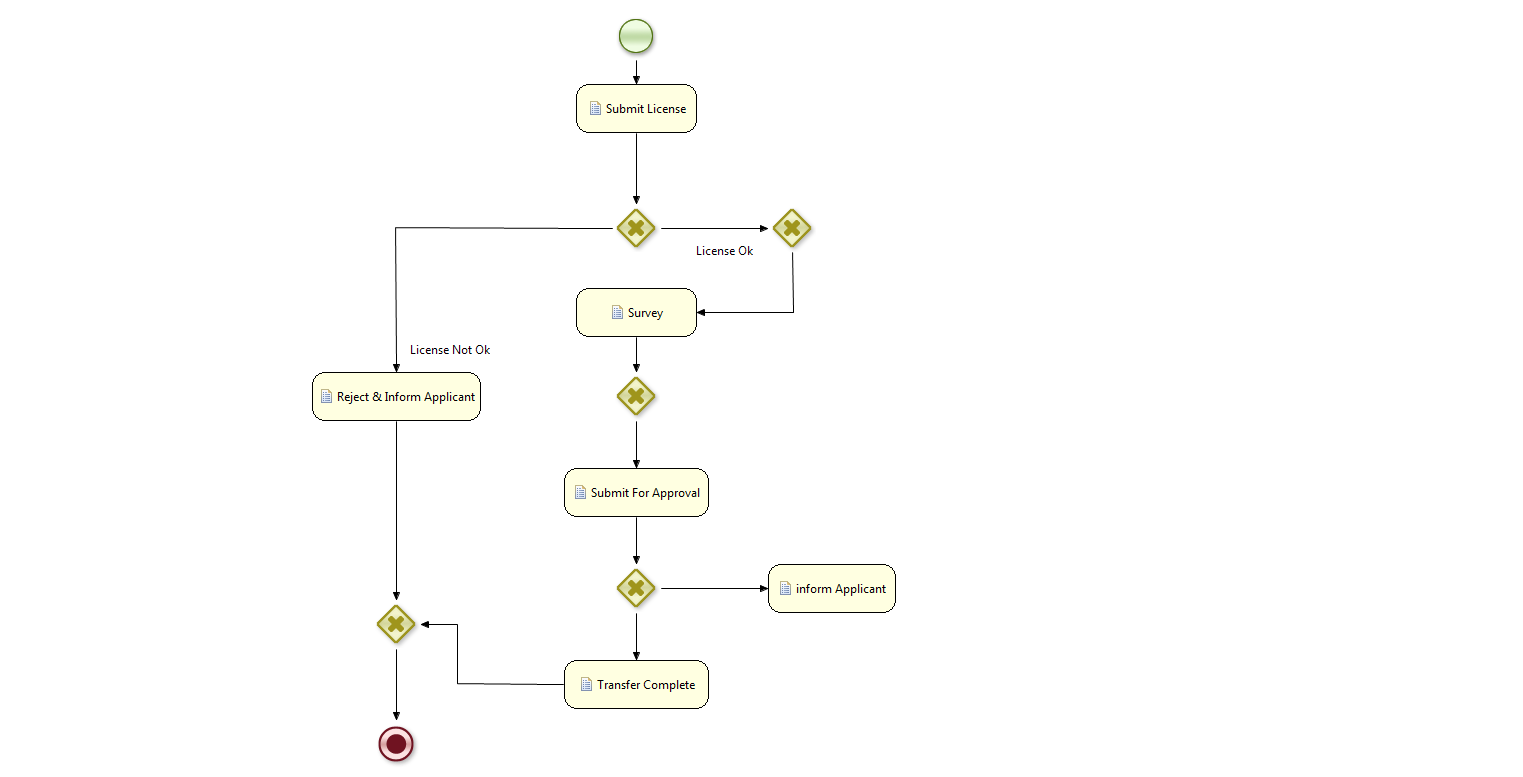 Submit License
License Ok
Survey
License Not Ok
Reject & Inform Applicant
Submit For Approval
inform Applicant
Transfer Complete